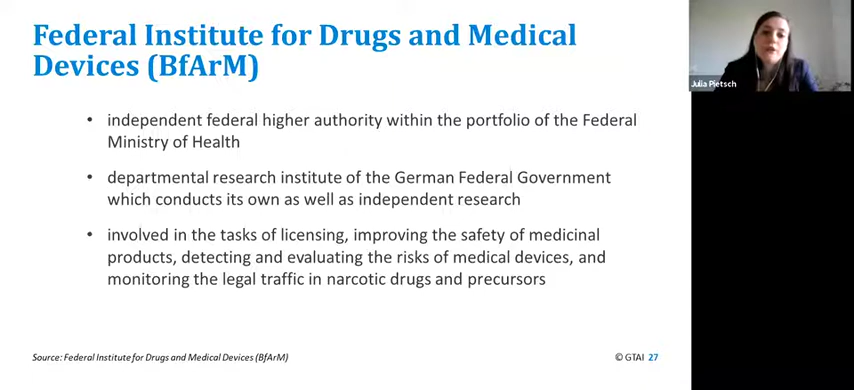 Federal Institute for Drugs and Medical
Devices (BfArM)
Julia Pietsch
• independent federal higher authority within the portfolio of the Federal
Ministry of Health
• departmental research institute of the German Federal Government
which conducts its own as well as independent research
• involved in the tasks of licensing, improving the safety of medicinal
products, detecting and evaluating the risks of medical devices, and
monitoring the legal traffic in narcotic drugs and precursors
Source: Federal Institute for Drugs and Medical Devices (BfArM)
© GTAI 27